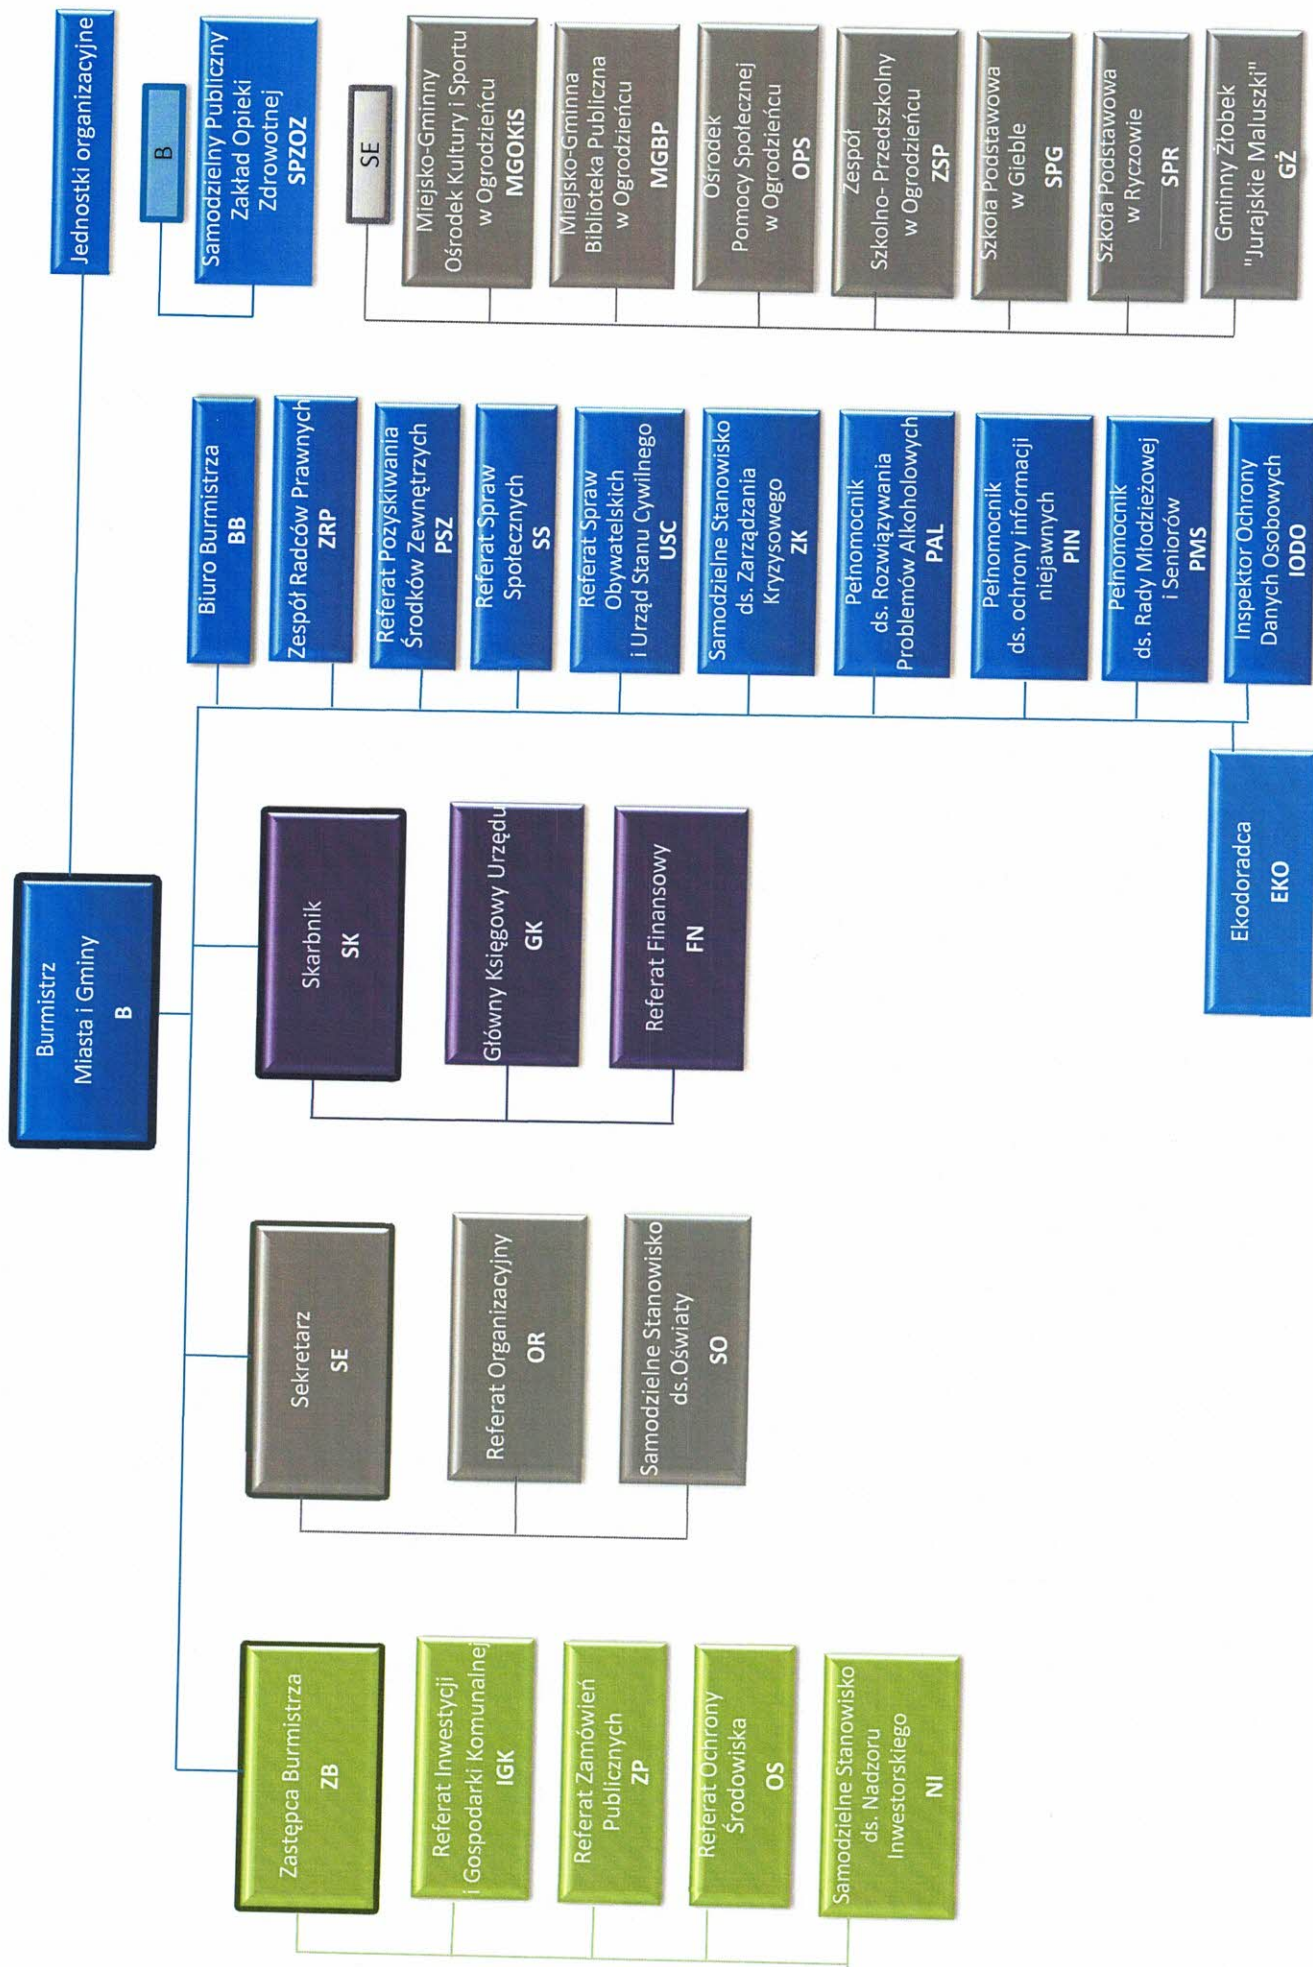 Burmistrz
Miasta i Gminy
B
Zastępca Burmistrza
ZB
Referat Inwestycji
i Gospodarki Komunalnej
IGK
Referat Zamówień
Publicznych
ZP
Referat Ochrony
Środowiska
OS
Samodzielne Stanowisko
ds. Nadzoru
Inwestorskiego
NI
Sekretarz
SE
Referat Organizacyjny
OR
Samodzielne Stanowisko
ds.Oświaty
SO
Skarbnik
SK
Główny Księgowy Urzędu
GK
Referat Finansowy
FN
Biuro Burmistrza
BB
Zespół Radców Prawnych
ZRP
Referat Pozyskiwania
Środków Zewnętrzych
PSZ
Referat Spraw
Społecznych
SS
Referat Spraw
Obywatelskich
i Urząd Stanu Cywilnego
USC
Samodzielne Stanowisko
ds. Zarządzania
Kryzysowego
ZK
Pełnomocnik
ds. Rozwiązywania
Problemów Alkoholowych
PAL
Pełnomocnik
ds. ochrony informacji
niejawnych
PIN
Pełnomocnik
ds. Rady Młodzieżowej
i Seniorów
PMS
Inspektor Ochrony
Danych Osobowych
IODO
Ekodoradca
EKO
Jednostki organizacyjne
B
Samodzielny Publiczny
Zakład Opieki
Zdrowotnej
SPZOZ
SE
Miejsko-Gminny
Ośrodek Kultury i Sportu
w Ogrodzieńcu
MGOKiS
Miejsko-Gminna
Biblioteka Publiczna
w Ogrodzieńcu
MGBP
Ośrodek
Pomocy Społecznej
w Ogrodzieńcu
OPS
Zespół
Szkolno- Przedszkolny
w Ogrodzieńcu
ZSP
Szkoła Podstawowa
w Gieble
SPG
Szkoła Podstawowa
w Ryczowie
SPR
Gminny Żłobek
"Jurajskie Maluszki"
GŻ